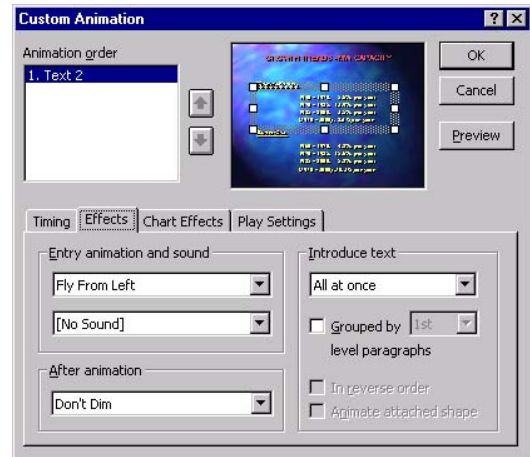 Custom Animation
? ×
Animation order
1. Text 2
OK
Cancel
Preview
Timing
Effects
Chart Effects
Play Settings
Entry animation and sound
Fly From Left
[No Sound]
After animation
Don't Dim
Introduce text
All at once
Grouped by 1st
level paragraphs
In reverse order
Animate attached shape